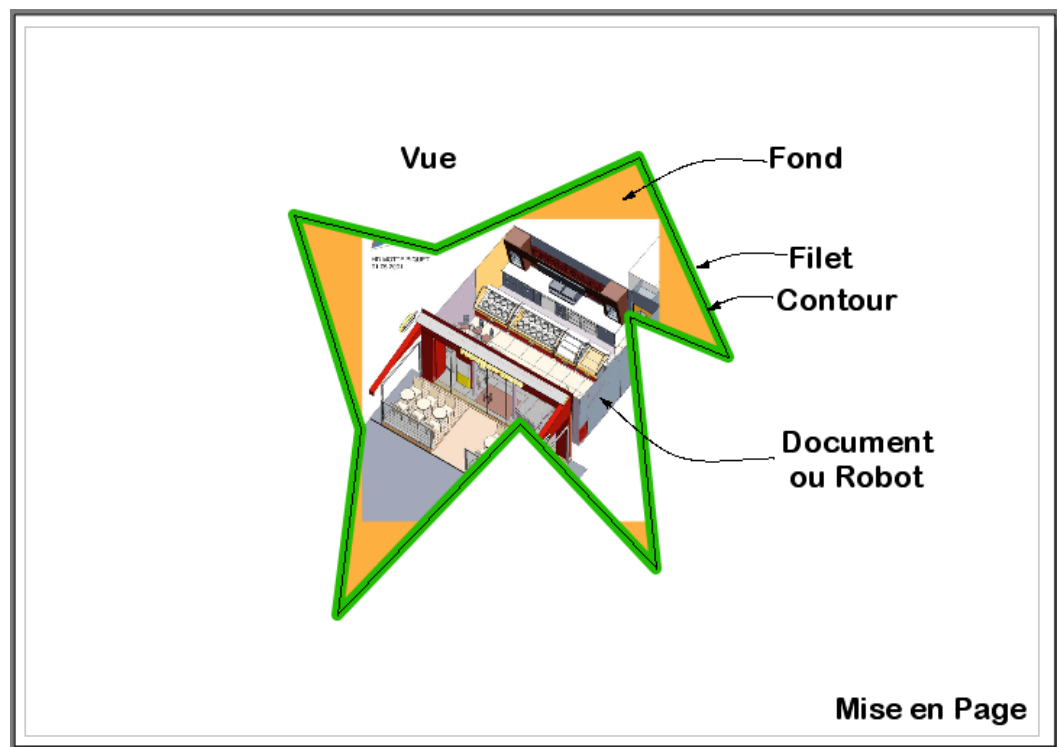 Vue
Fond
Filet
Contour
Document
ou Robot
Mise en Page